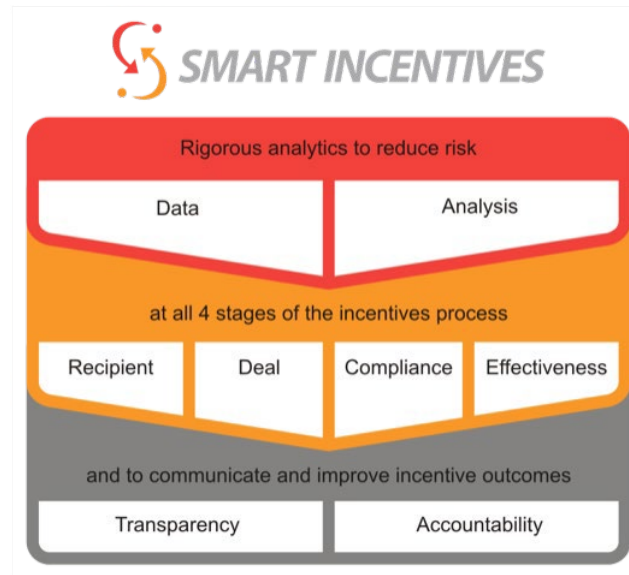 SMART INCENTIVES
Rigorous analytics to reduce risk
Data
Analysis
at all 4 stages of the incentives process
Recipient
Deal
Compliance
Effectiveness
and to communicate and improve incentive outcomes
Transparency
Accountability